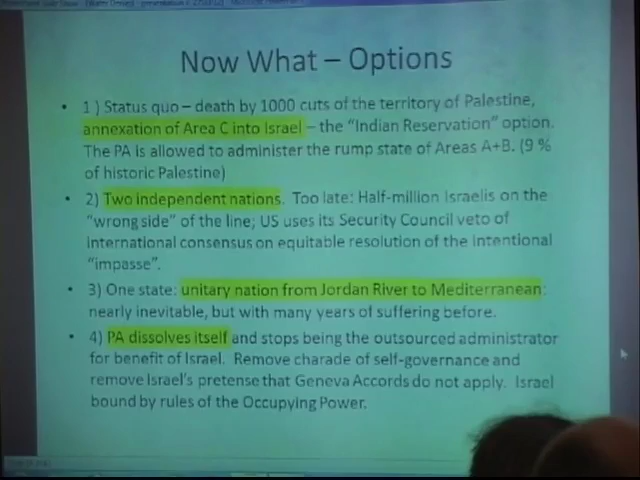 Now What – Options
• 1 ) Status quo – death by 1000 cuts of the territory of Palestine,
annexation of Area C into Israel – the "Indian Reservation" option.
The PA is allowed to administer the rump state of Areas A+B. (9 %
of historic Palestine)
• 2) Two independent nations. Too late: Half-million Israelis on the
"wrong side" of the line; US uses its Security Council veto of
international consensus on equitable resolution of the intentional
"impasse".
• 3) One state: unitary nation from Jordan River to Mediterranean:
nearly inevitable, but with many years of suffering before.
• 4) PA dissolves itself and stops being the outsourced administrator
for benefit of Israel. Remove charade of self-governance and
remove Israel's pretense that Geneva Accords do not apply. Israel
bound by rules of the Occupying Power.